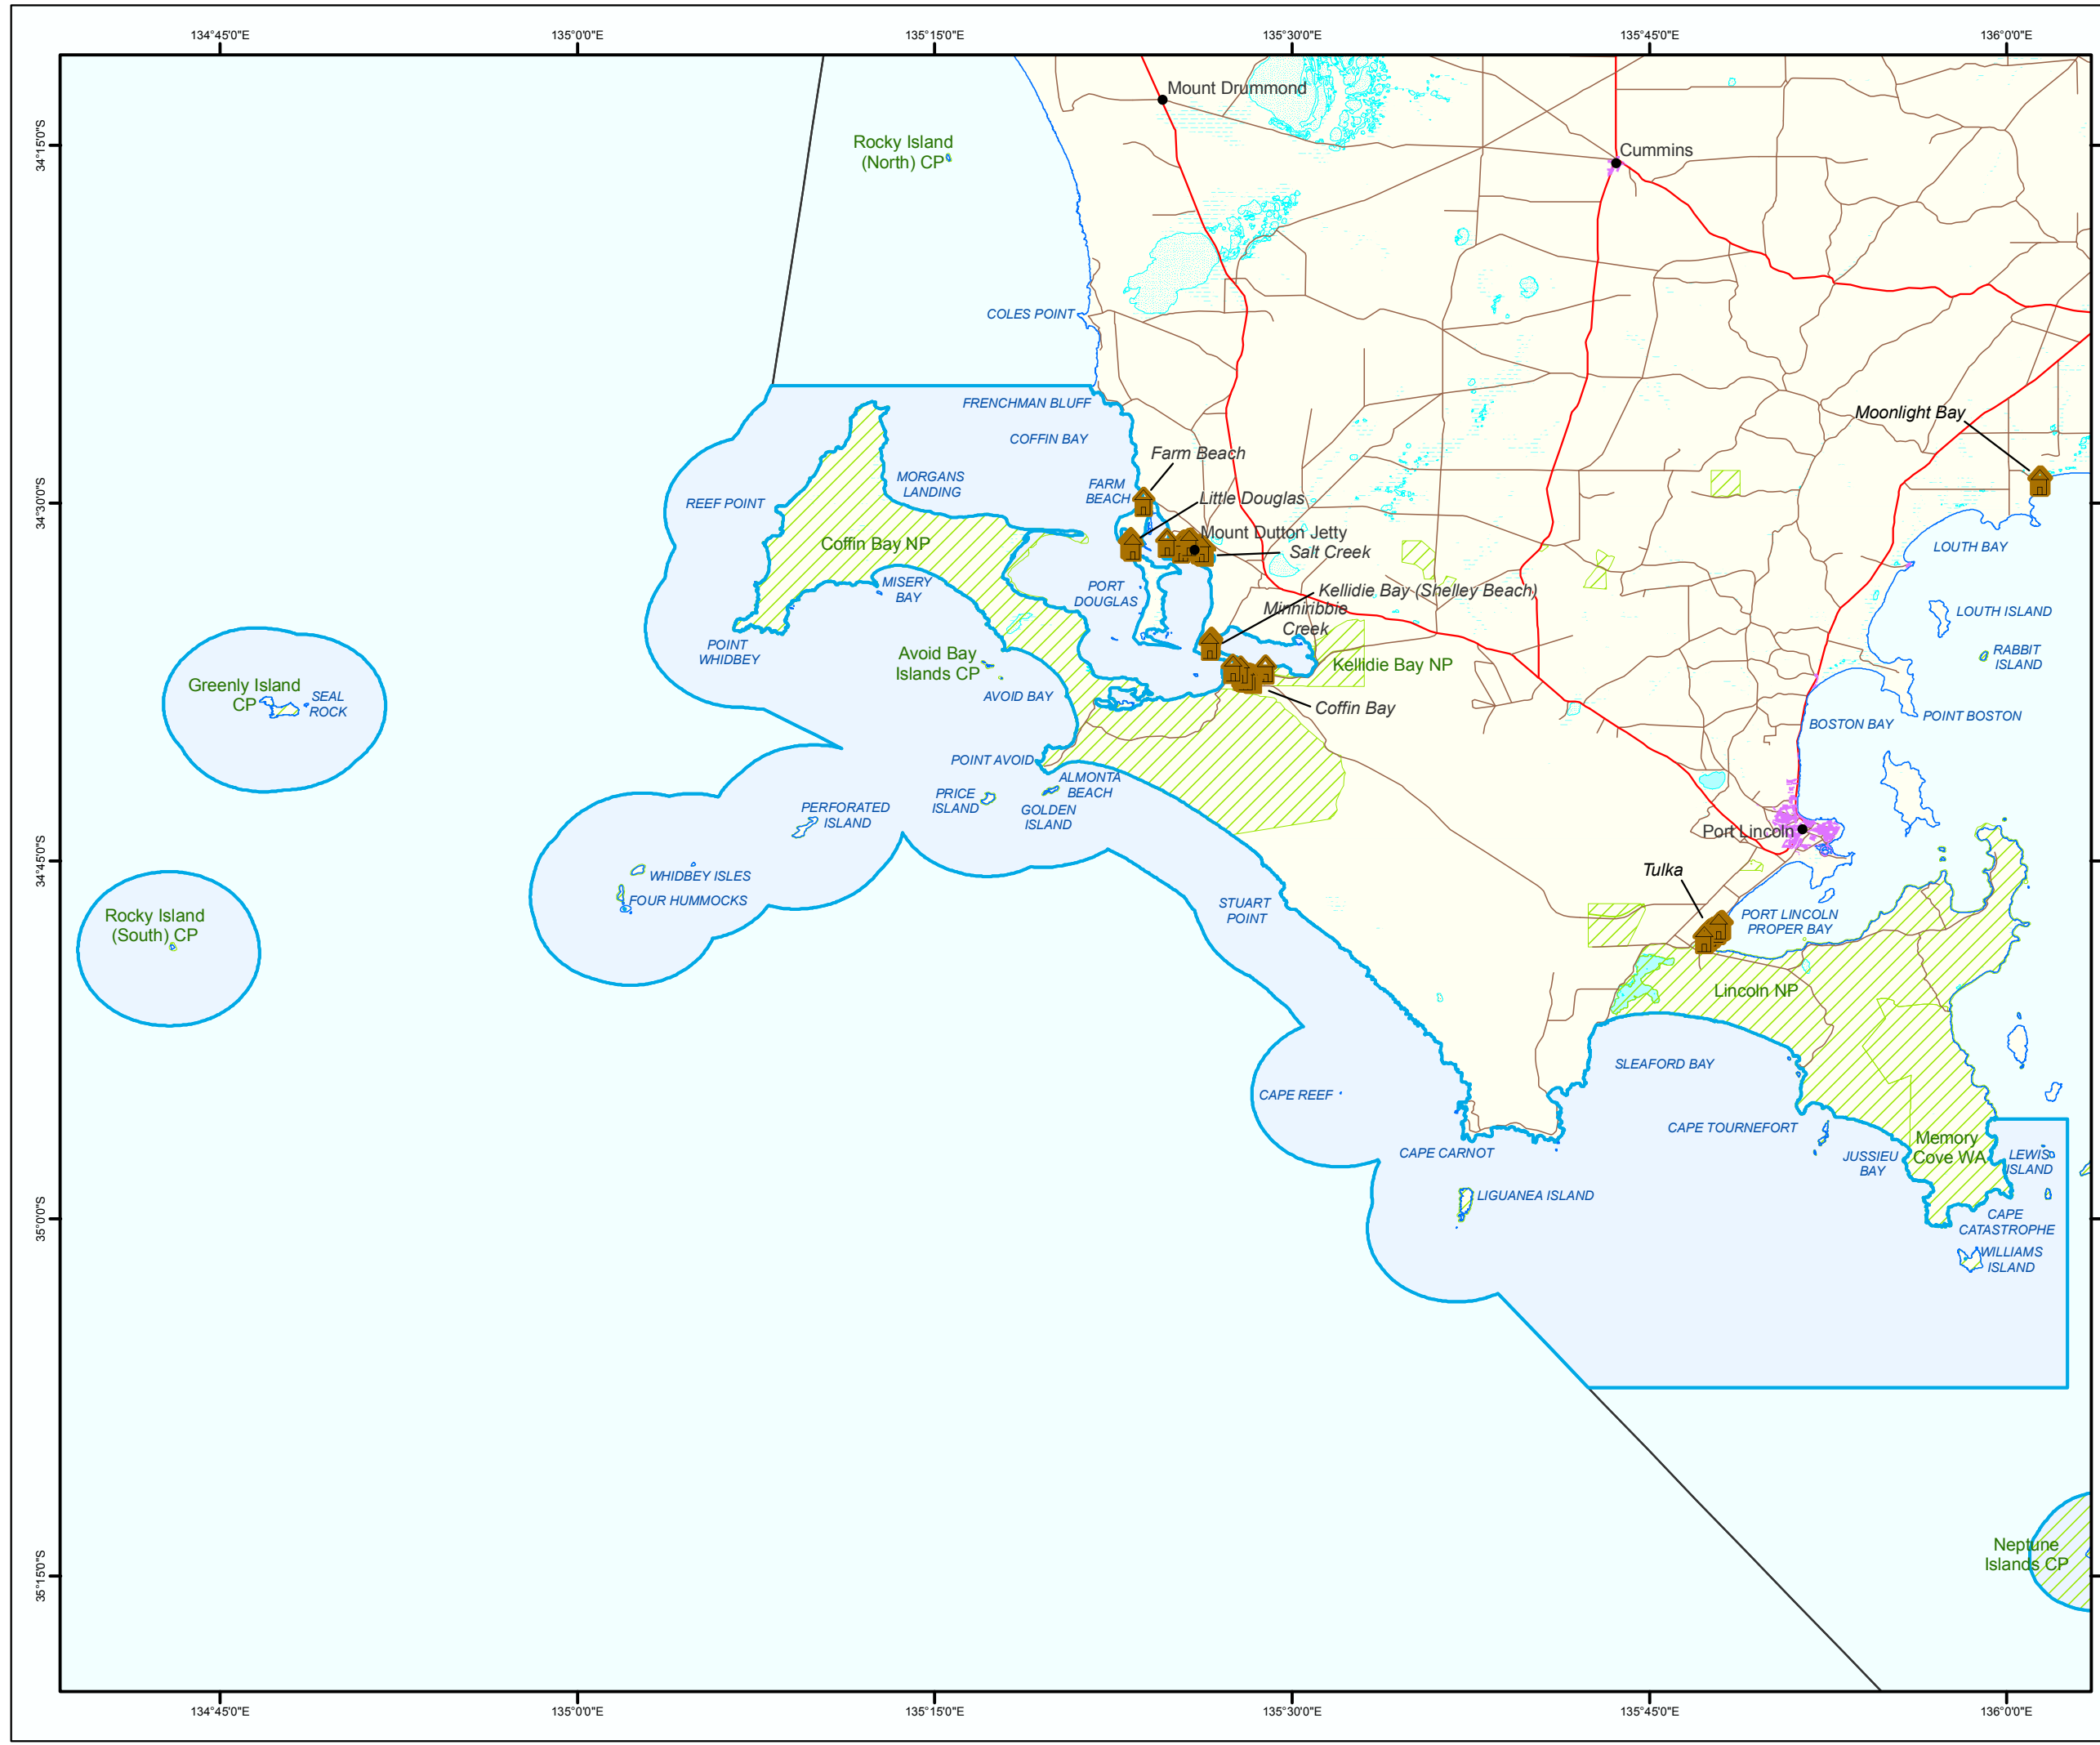 134°45'0"E
135°0'0"E
135°15'0"E
135°30'0"E
135°45'0"E
136°0'0"E
Mount Drummond
34°15'0"S
Rocky Island
(North) CP
Cummins
COLES POINT
FRENCHMAN BLUFF
COFFIN BAY
Moonlight Bay
Farm Beach
MORGANS
LANDING
FARM
BEACH
Little Douglas
REEF POINT
34°30'0"S
Mount Dutton Jetty
Coffin Bay NP
Salt Creek
LOUTH BAY
MISERY
BAY
PORT
DOUGLAS
Kellidie Bay (Shelley Beach)
Minniribbie
Creek
LOUTH ISLAND
POINT
WHIDBEY
Avoid Bay
Islands CP
Kellidie Bay NP
RABBIT
ISLAND
Greenly Island
CP
SEAL
ROCK
AVOID BAY
Coffin Bay
POINT BOSTON
BOSTON BAY
POINT AVOID
ALMONTA
BEACH
PRICE
ISLAND
GOLDEN
ISLAND
PERFORATED
ISLAND
Port Lincoln
34°45'0"S
WHIDBEY ISLES
Tulka
FOUR HUMMOCKS
STUART
POINT
Rocky Island
(South) CP
PORT LINCOLN
PROPER BAY
Lincoln NP
SLEAFORD BAY
CAPE REEF
CAPE TOURNEFORT
CAPE CARNOT
Memory
Cove WA
JUSSIEU
BAY
LEWIS
ISLAND
LIGUANEA ISLAND
35°0'0"S
CAPE
CATASTROPHE
WILLIAMS
ISLAND
Neptune
Islands CP
35°15'0"S
134°45'0"E
135°0'0"E
135°15'0"E
135°30'0"E
135°45'0"E
136°0'0"E